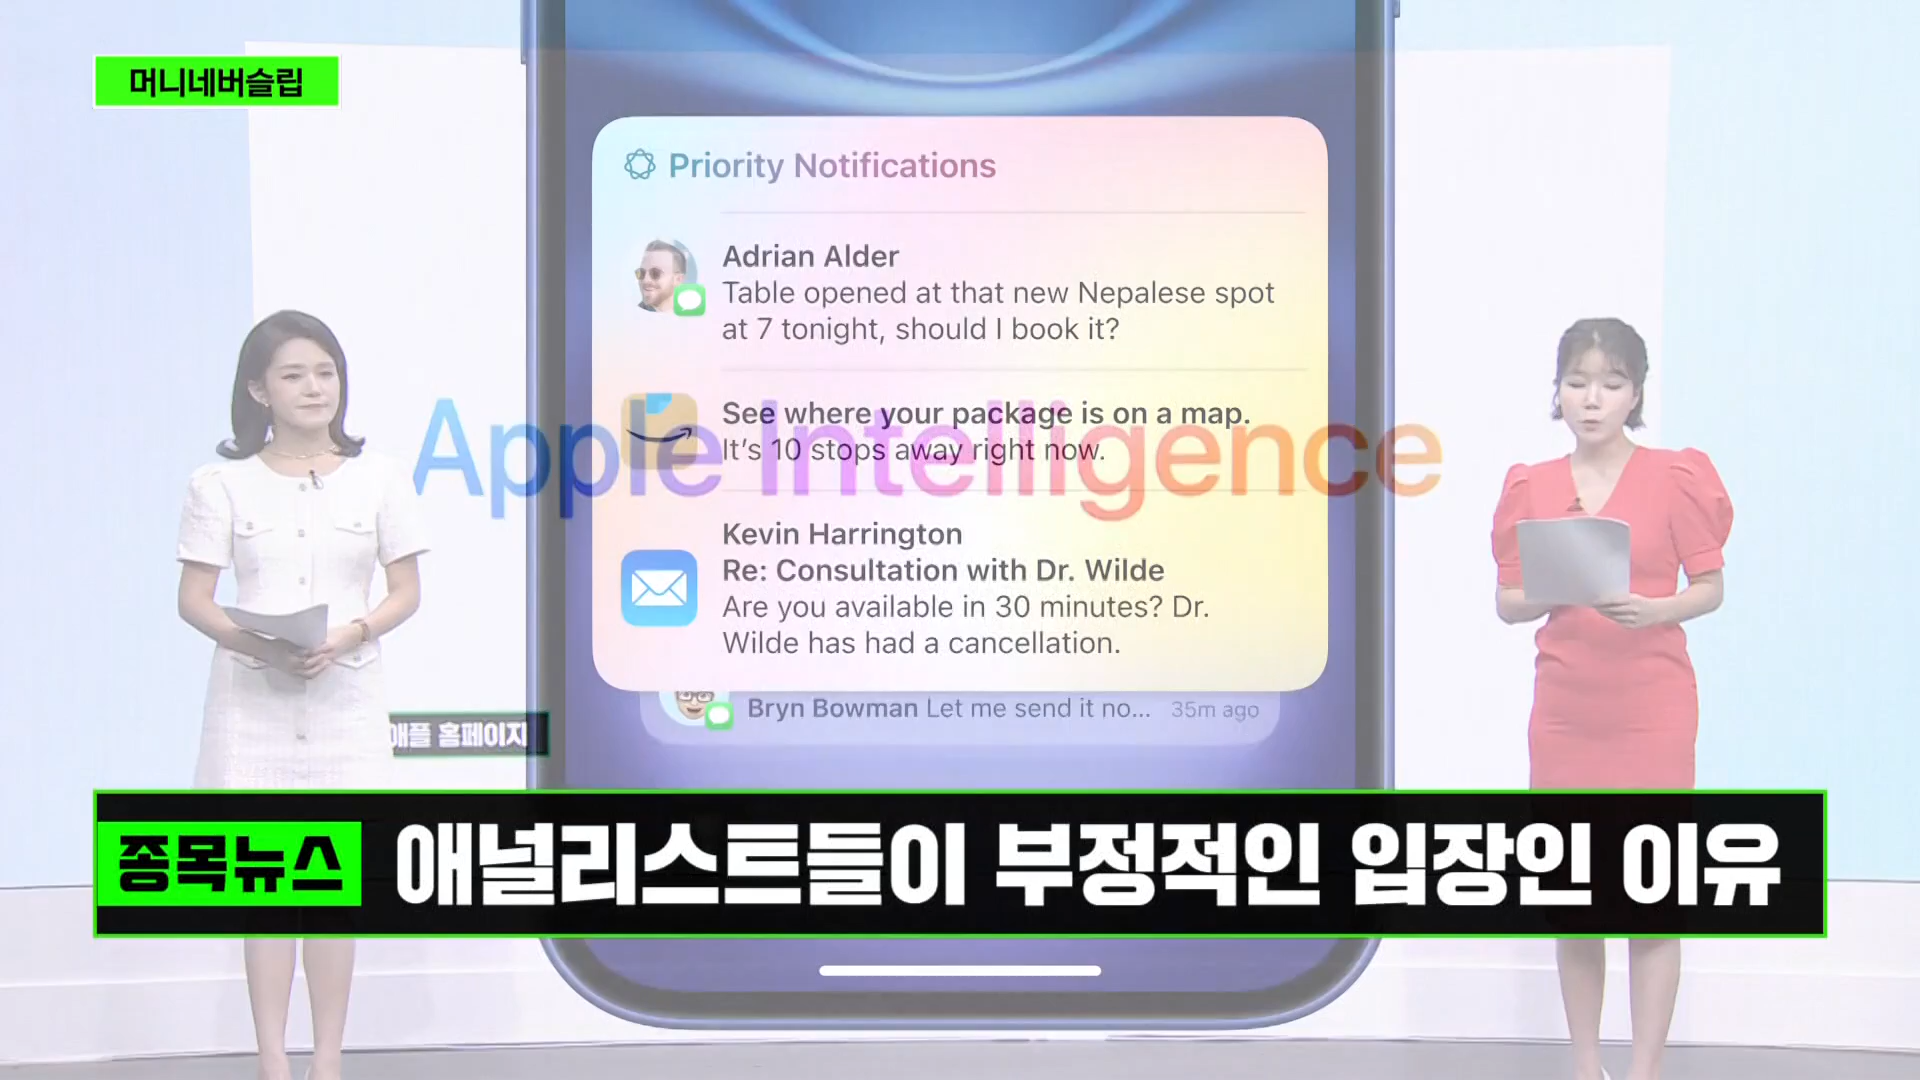 머니네버슬립
Priority Notifications
Adrian Alder
Table opened at that new Nepalese spot
at 7 tonight, should I book it?
See where your package is on a map.
It's 10 stops away right now.
Apple Intelligence
Kevin Harrington
Re: Consultation with Dr. Wilde
Are you available in 30 minutes? Dr.
Wilde has had a cancellation.
Bryn Bowman Let me send it no... 35m ago
애플 홈페이지
종목뉴스 애널리스트들이 부정적인 입장인 이유